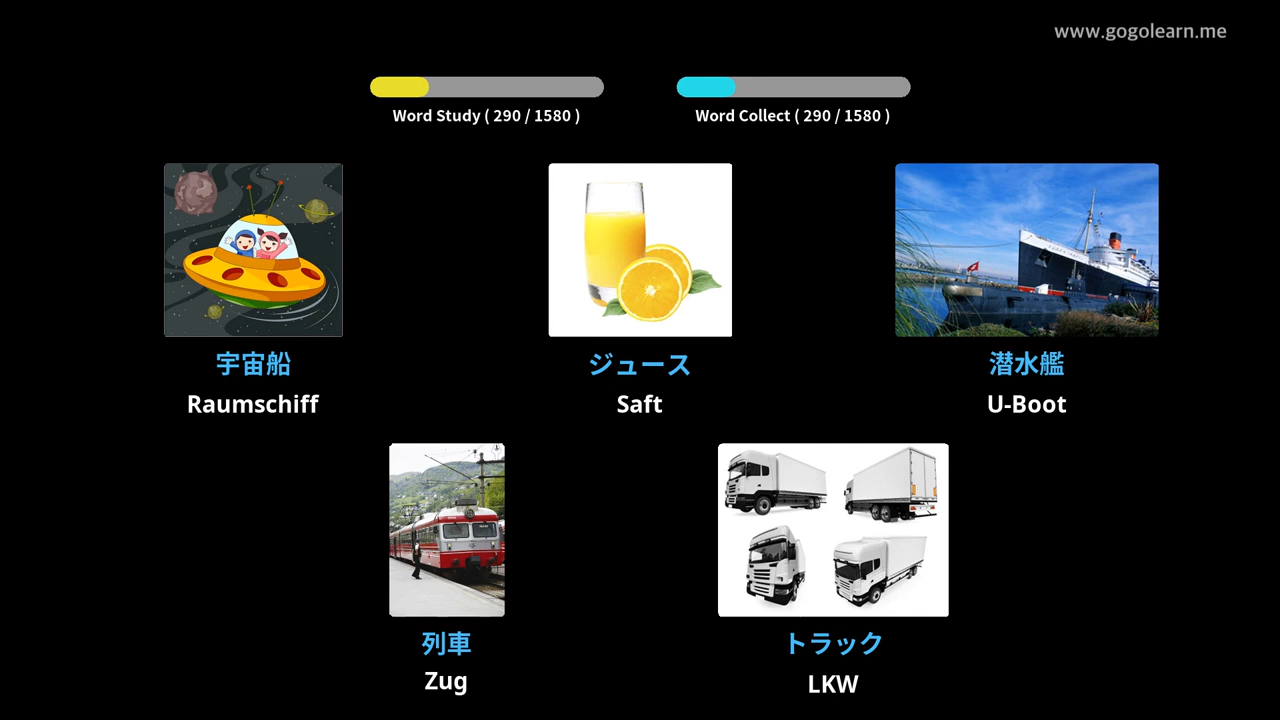 www.gogolearn.me
Word Study ( 290 / 1580 )
Word Collect ( 290 / 1580 )
宇宙船
Raumschiff
ジュース
Saft
潜水艦
U-Boot
列車
Zug
トラック
LKW